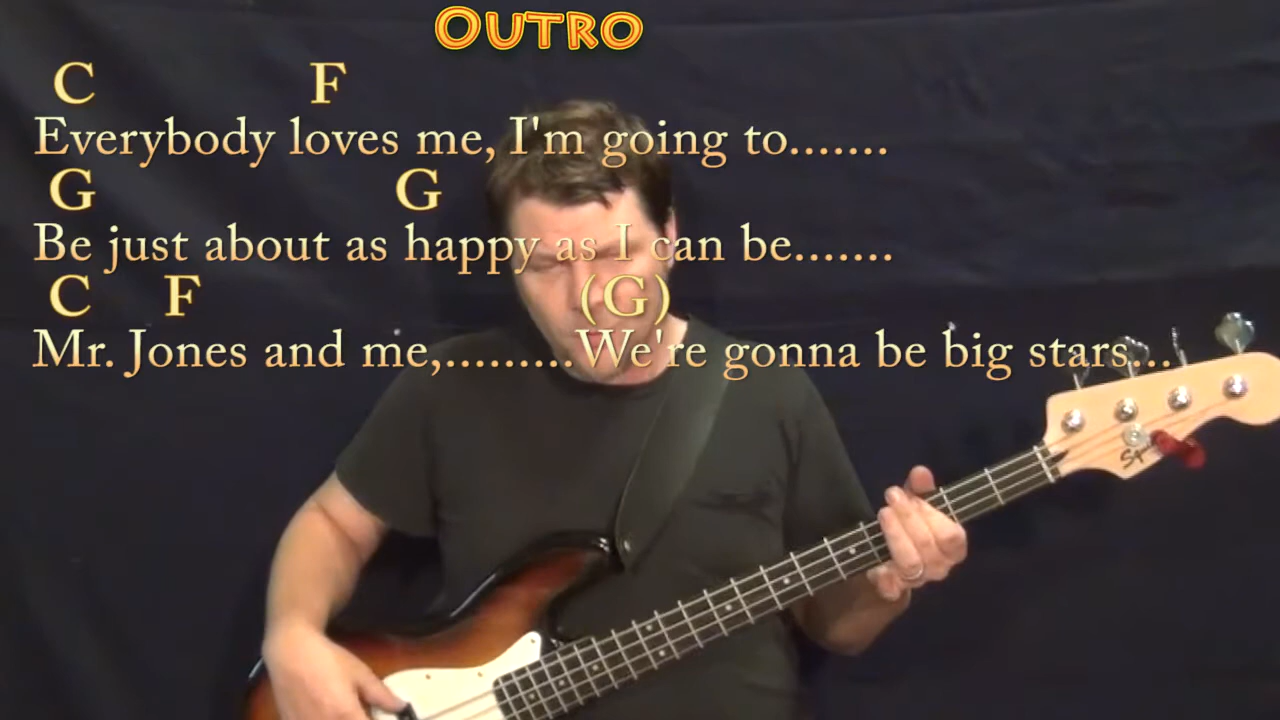 OUTRO
C F
Everybody loves me, I'm going to.......
G G
Be just about as happy as I can be.......
C F (G)
Mr. Jones and me,.........We're gonna be big stars...